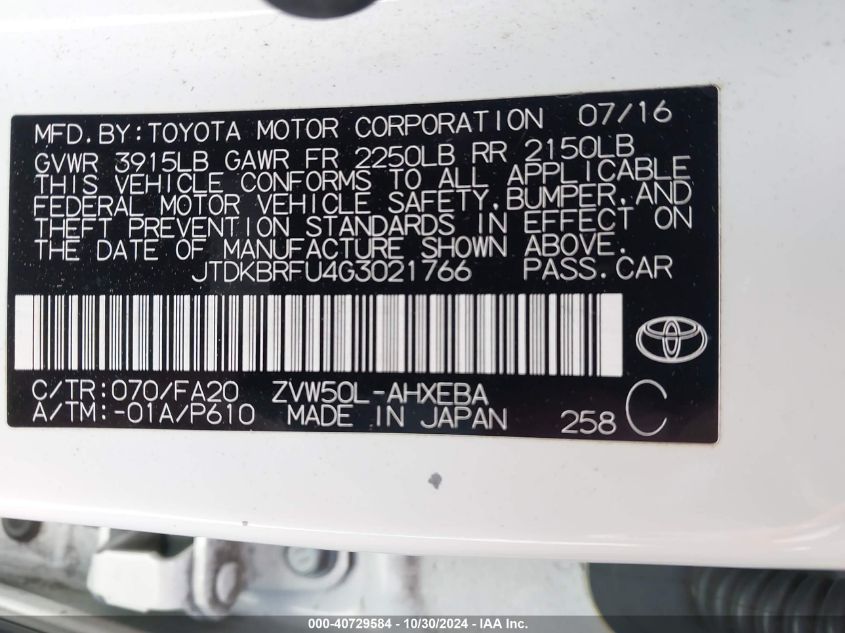 MFD.BY:TOYOTA MOTOR CORPORATION 07/16
GVWR 3915LB GAWR FR 2250LB RR 2150LB
THIS VEHICLE CONFORMS TO ALL APPLICABLE
FEDERAL MOTOR VEHICLE SAFETY,BUMPER,AND
THEFT PREVENTION STANDARDS IN EFFECT ON
THE DATE OF MANUFACTURE SHOWN ABOVE.
JTDKBRFU4G3021766 PASS.CAR
C/TR:070/FA20 ZVW50L-AHXEBA
A/TM:-01A/P610 MADE IN JAPAN 258 C
000-40729584 - 10/30/2024 - IAA Inc.